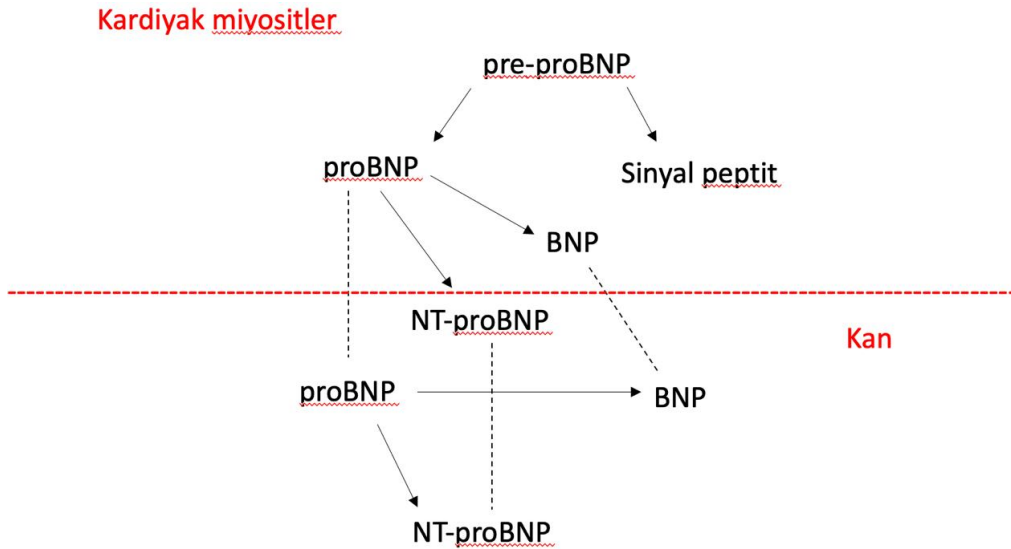 Kardiyak miyositler
pre-proBNP
proBNP
Sinyal peptit
BNP
NT-proBNP
Kan
proBNP
BNP
NT-proBNP